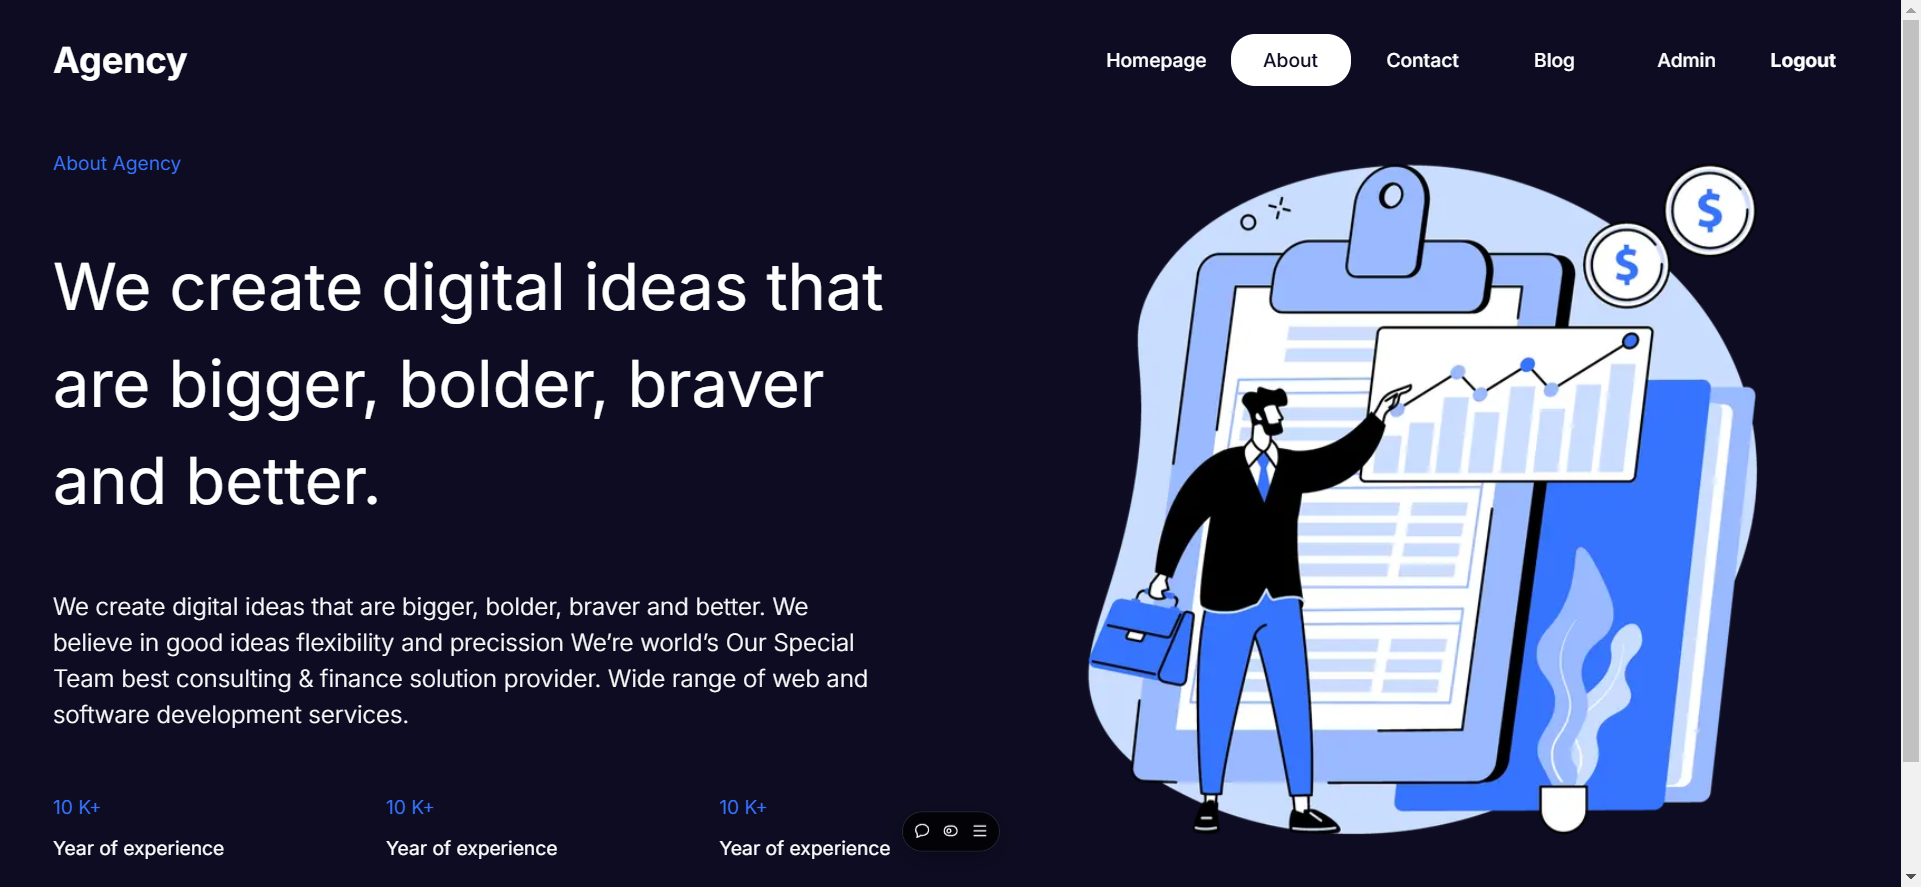 Agency
Homepage About Contact Blog Admin Logout
About Agency
We create digital ideas that
are bigger, bolder, braver
and better.
We create digital ideas that are bigger, bolder, braver and better. We
believe in good ideas flexibility and precission We’re world’s Our Special
Team best consulting & finance solution provider. Wide range of web and
software development services.
10 K+
Year of experience
10 K+
Year of experience
10 K+
Year of experience
$
$